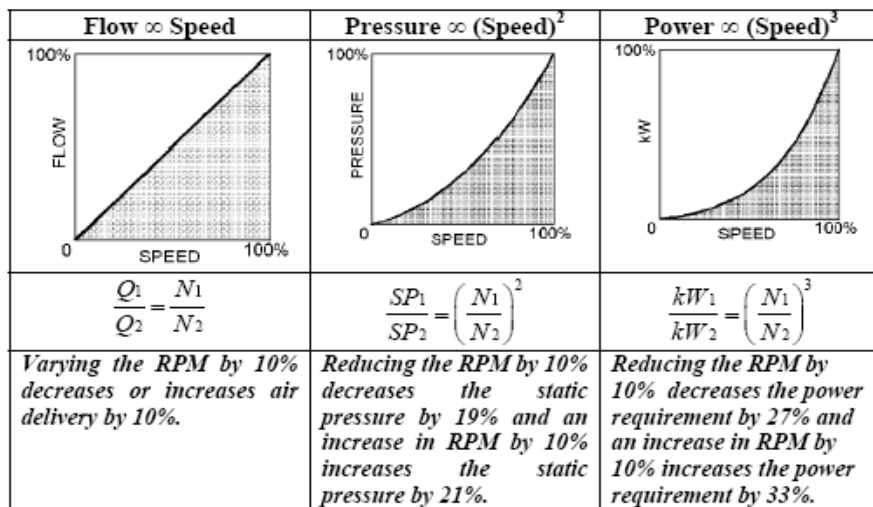 Flow ∞ Speed
100%
FLOW
0
SPEED
100%
Q1/Q2 = N1/N2
Varying the RPM by 10%
decreases or increases air
delivery by 10%.
Pressure ∞ (Speed)²
100%
PRESSURE
0
SPEED
100%
SP1/SP2 = (N1/N2)²
Reducing the RPM by 10%
decreases the static
pressure by 19% and an
increase in RPM by 10%
increases the static
pressure by 21%.
Power ∞ (Speed)³
100%
kW
0
SPEED
100%
kW1/kW2 = (N1/N2)³
Reducing the RPM by
10% decreases the power
requirement by 27% and
an increase in RPM by
10% increases the power
requirement by 33%.